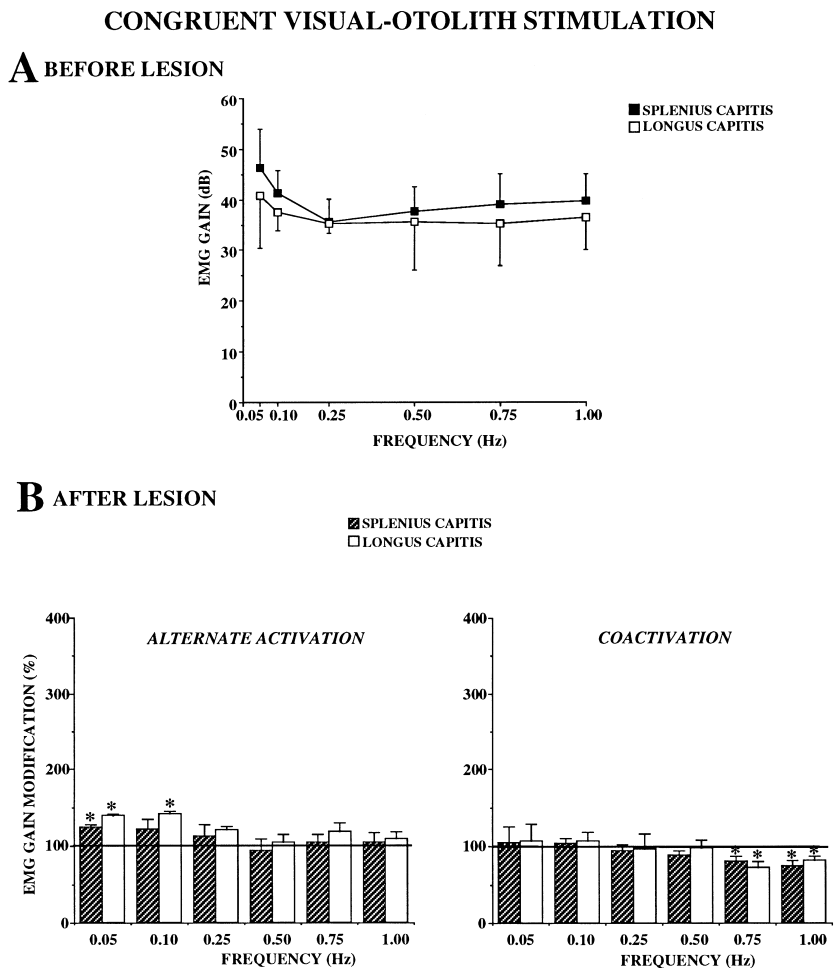 CONGRUENT VISUAL-OTOLITH STIMULATION
A BEFORE LESION
SPLENIUS CAPITIS
LONGUS CAPITIS
EMG GAIN (dB)
60
50
40
30
20
10
0
0.05 0.10 0.25 0.50 0.75 1.00
FREQUENCY (Hz)
B AFTER LESION
SPLENIUS CAPITIS
LONGUS CAPITIS
EMG GAIN MODIFICATION (%)
ALTERNATE ACTIVATION
400
300
200
100
0
* * *
0.05 0.10 0.25 0.50 0.75 1.00
FREQUENCY (Hz)
COACTIVATION
400
300
200
100
0
* * * *
0.05 0.10 0.25 0.50 0.75 1.00
FREQUENCY (Hz)